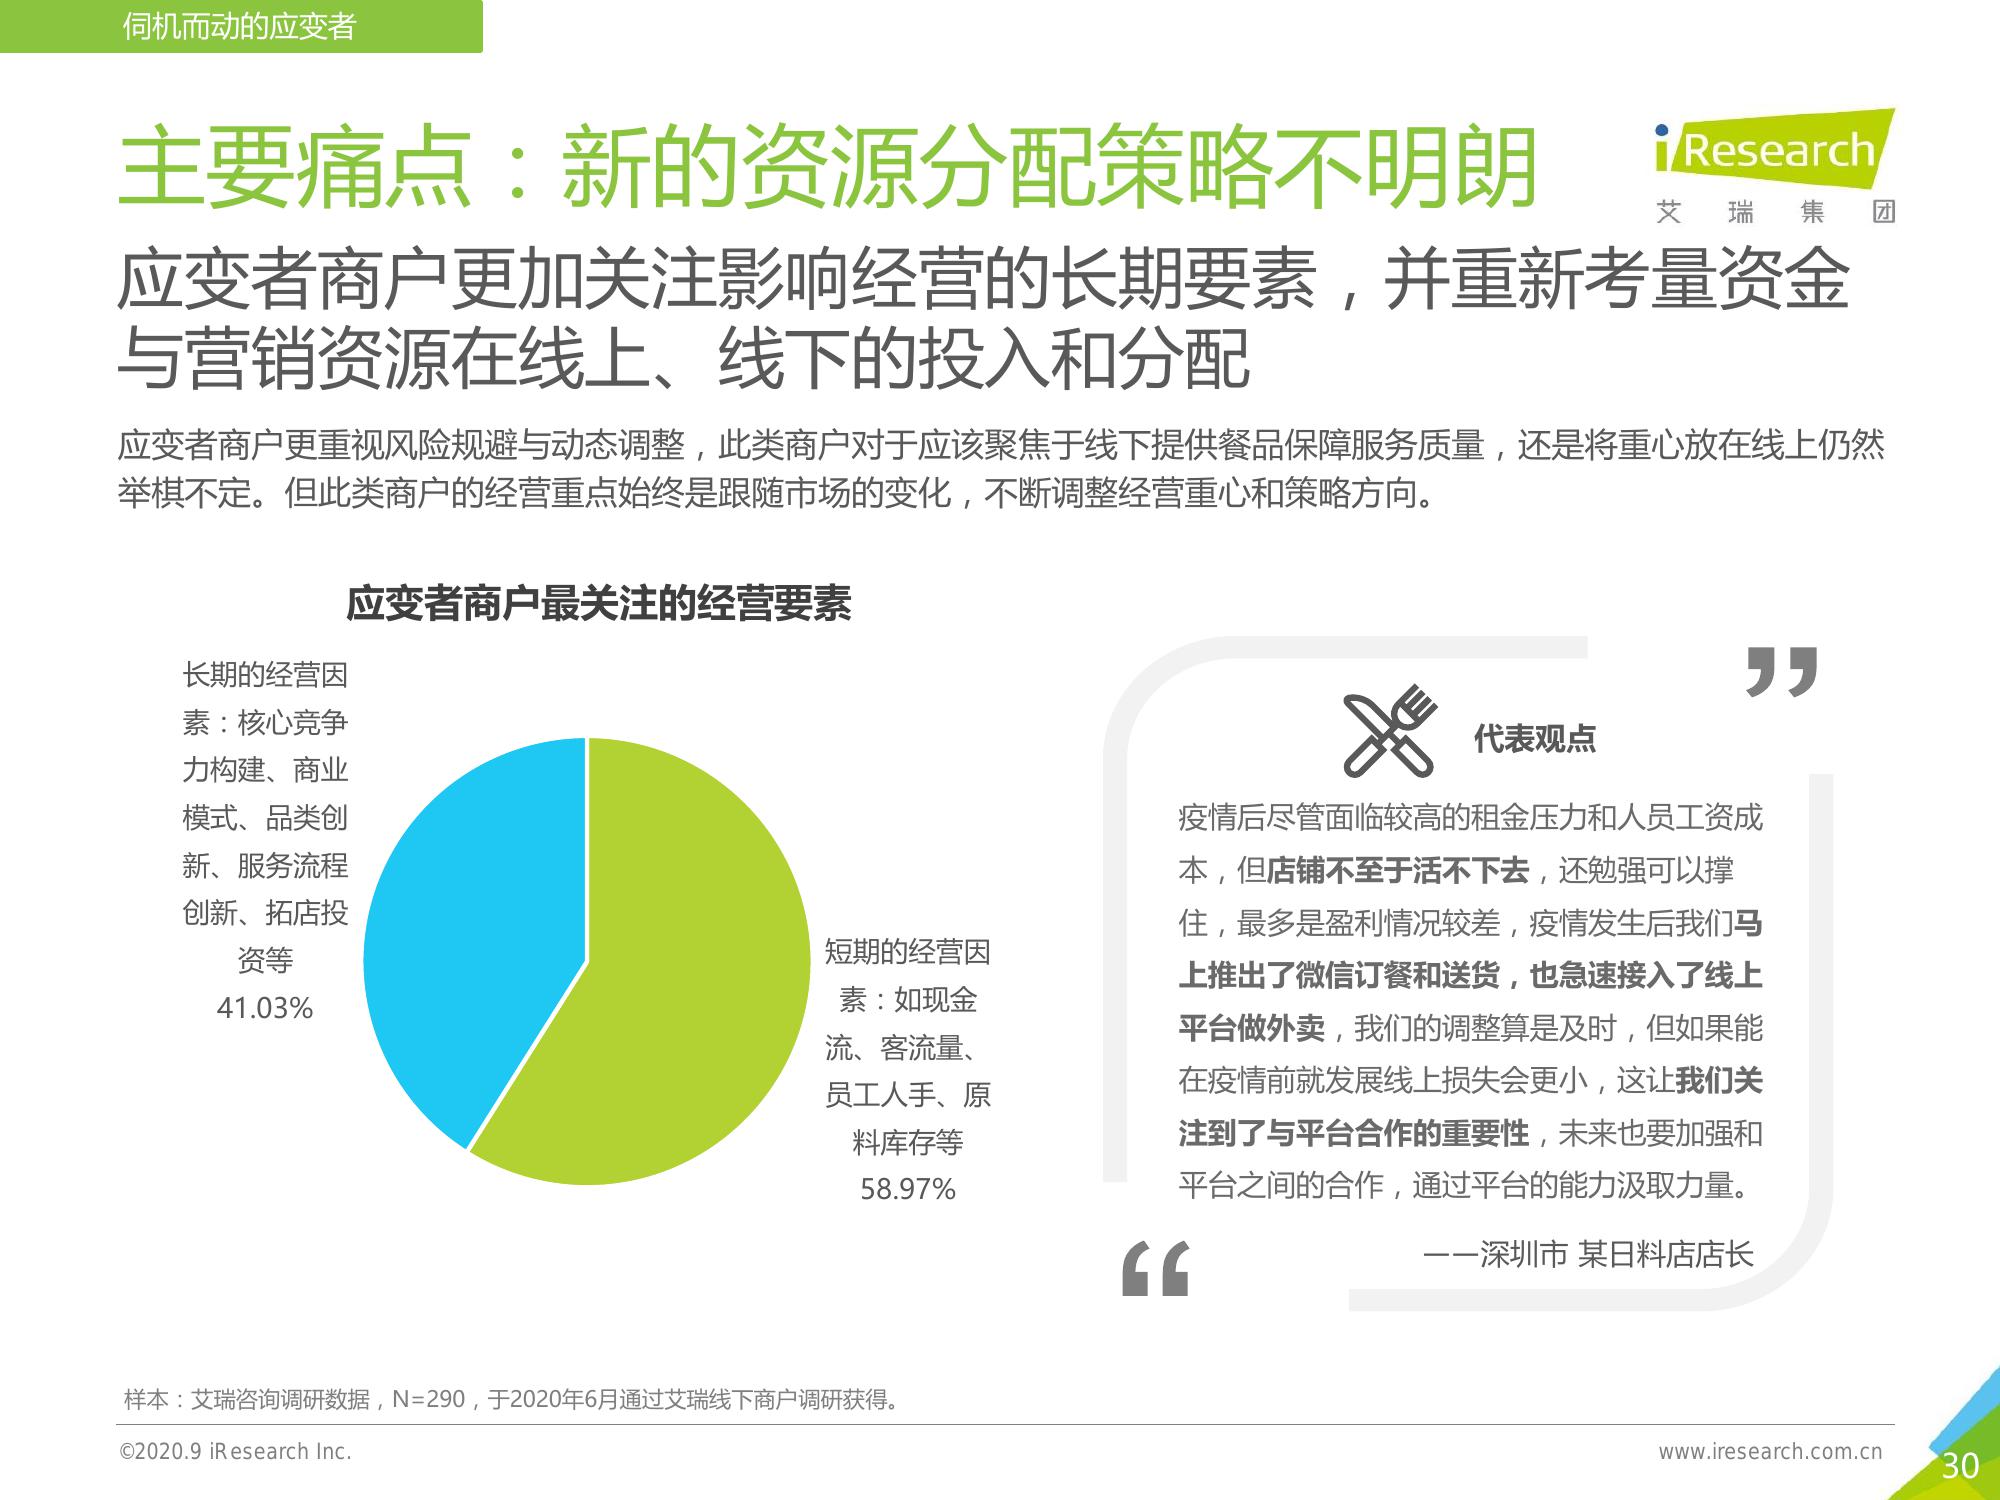 伺机而动的应变者
主要痛点：新的资源分配策略不明朗
iResearch
艾瑞集团
应变者商户更加关注影响经营的长期要素，并重新考量资金
与营销资源在线上、线下的投入和分配
应变者商户更重视风险规避与动态调整，此类商户对于应该聚焦于线下提供餐品保障服务质量，还是将重心放在线上仍然
举棋不定。但此类商户的经营重点始终是跟随市场的变化，不断调整经营重心和策略方向。
应变者商户最关注的经营要素
长期的经营因
素：核心竞争
力构建、商业
模式、品类创
新、服务流程
创新、拓店投
资等
41.03%
短期的经营因
素：如现金
流、客流量、
员工人手、原
料库存等
58.97%
”
代表观点
疫情后尽管面临较高的租金压力和人员工资成
本，但店铺不至于活不下去，还勉强可以撑
住，最多是盈利情况较差，疫情发生后我们马
上推出了微信订餐和送货，也急速接入了线上
平台做外卖，我们的调整算是及时，但如果能
在疫情前就发展线上损失会更小，这让我们关
注到了与平台合作的重要性，未来也要加强和
平台之间的合作，通过平台的能力汲取力量。
——深圳市 某日料店店长
“
样本：艾瑞咨询调研数据，N=290，于2020年6月通过艾瑞线下商户调研获得。
©2020.9 iResearch Inc.
www.iresearch.com.cn
30